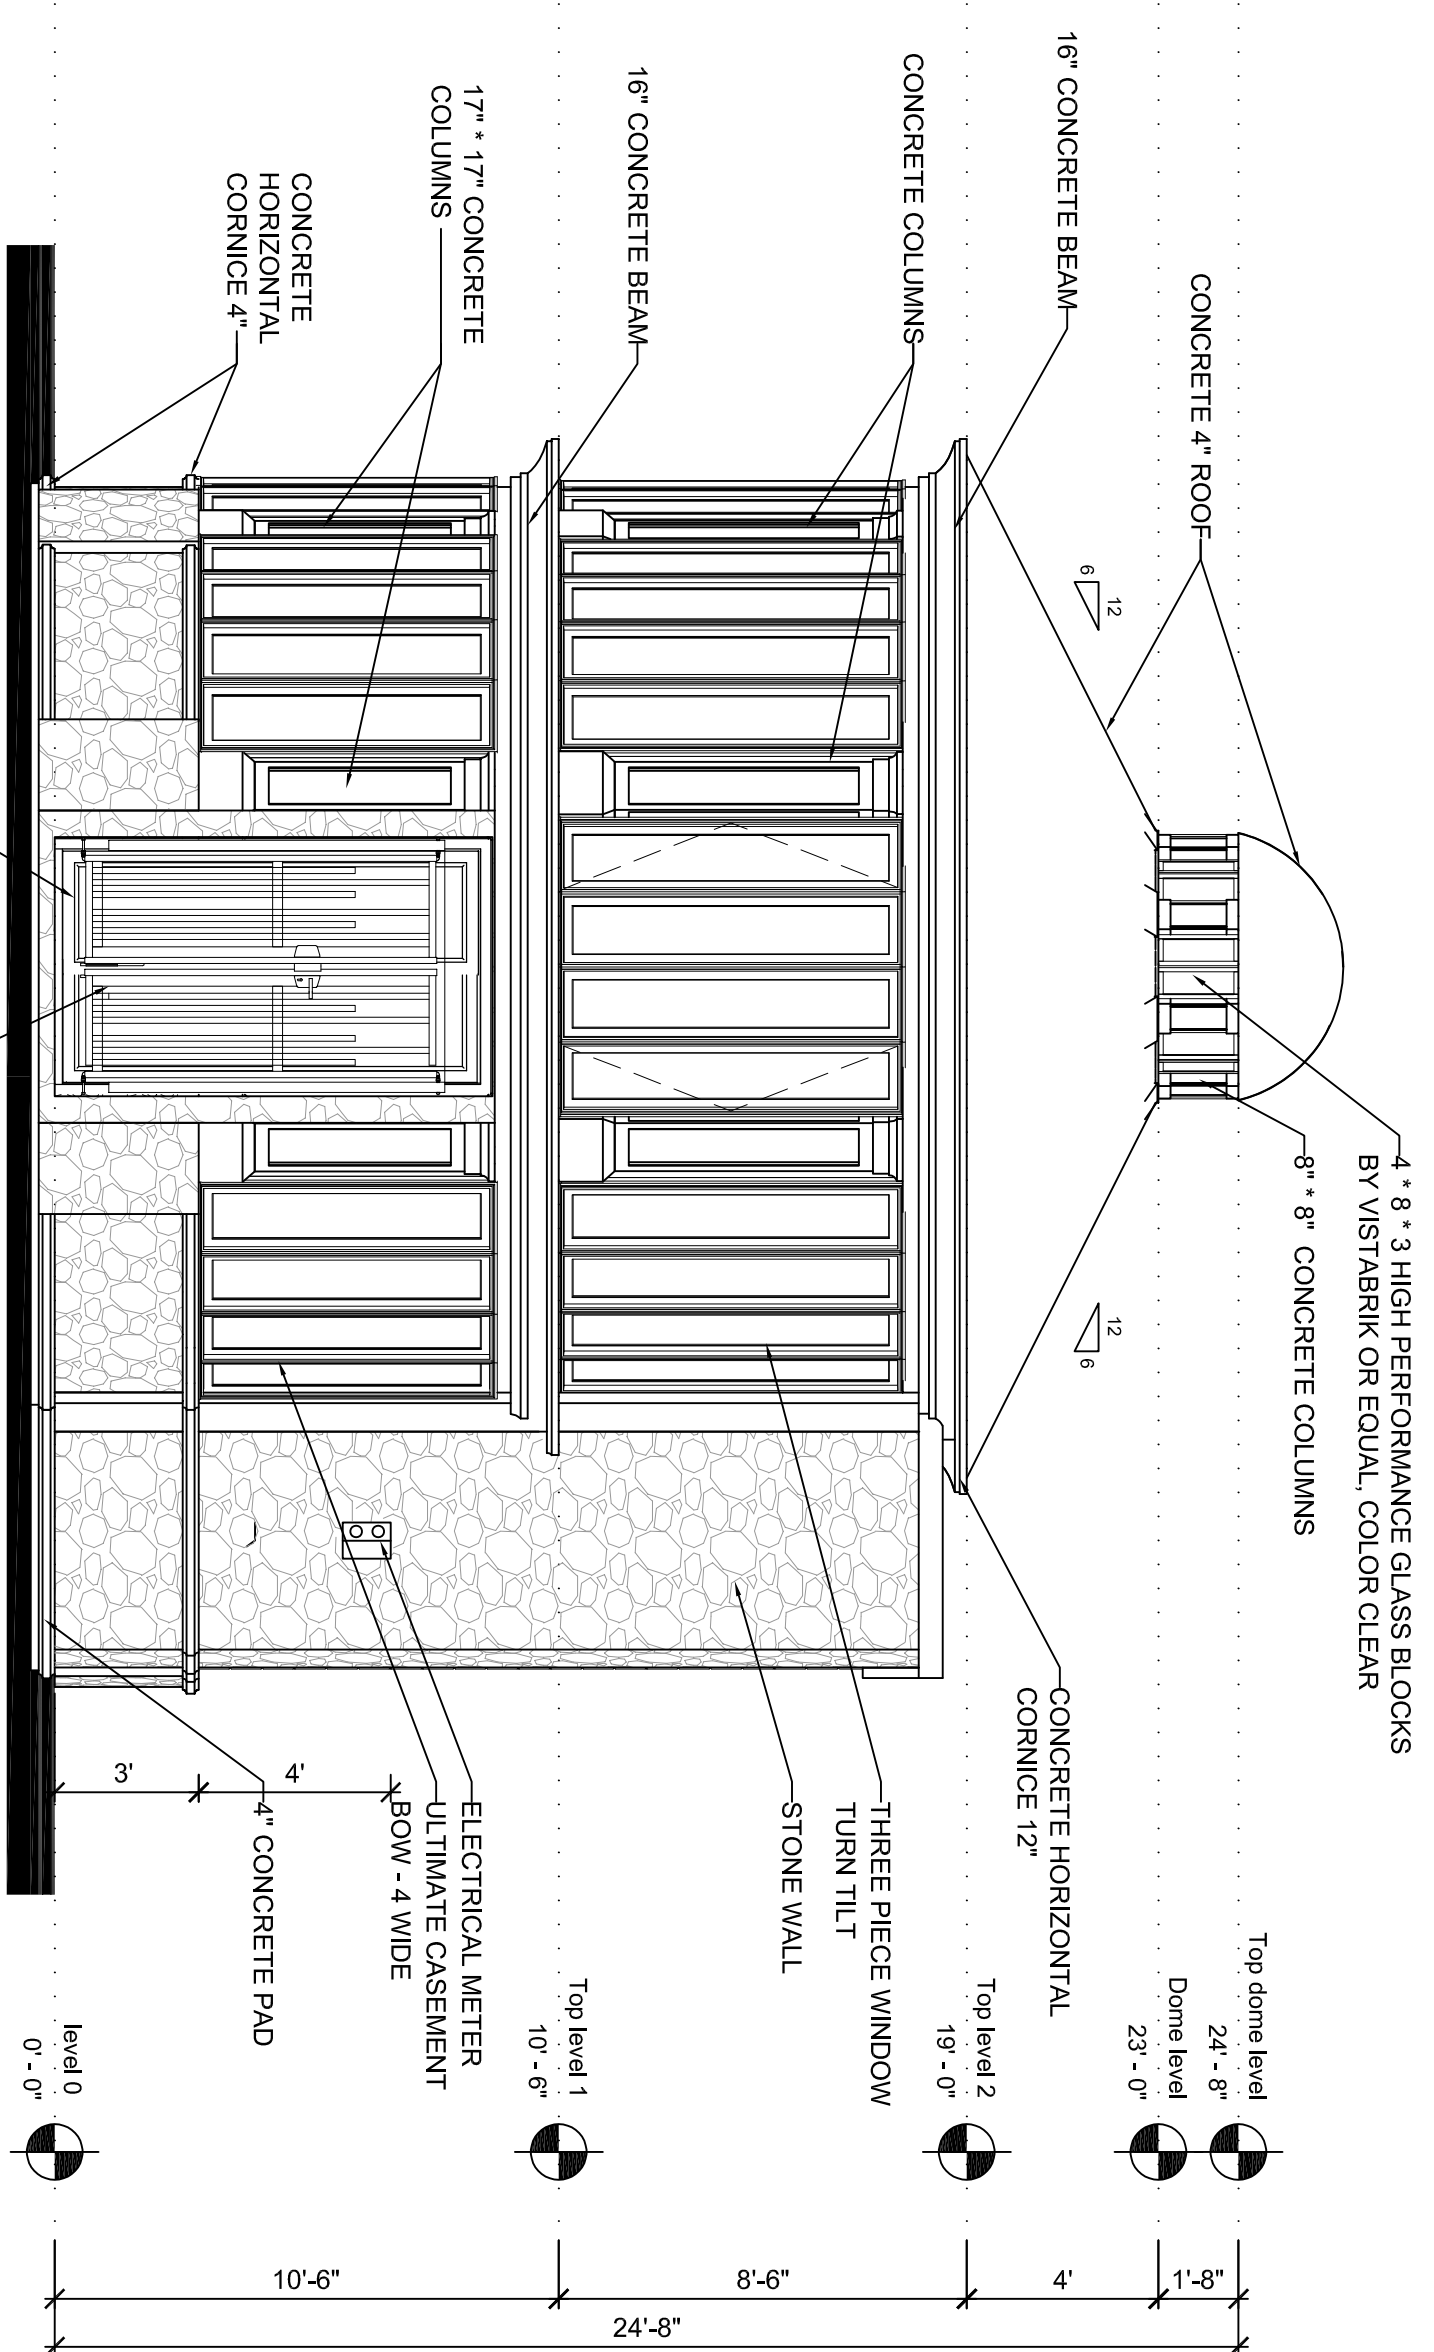 4 * 8 * 3 HIGH PERFORMANCE GLASS BLOCKS
BY VISTABRIK OR EQUAL, COLOR CLEAR
8" * 8" CONCRETE COLUMNS
CONCRETE 4" ROOF
16" CONCRETE BEAM
6
12
12
6
CONCRETE HORIZONTAL
CORNICE 12"
CONCRETE COLUMNS
THREE PIECE WINDOW
TURN TILT
STONE WALL
16" CONCRETE BEAM
17" * 17" CONCRETE
COLUMNS
ELECTRICAL METER
ULTIMATE CASEMENT
BOW - 4 WIDE
CONCRETE
HORIZONTAL
CORNICE 4"
4" CONCRETE PAD
4'
3'
Top dome level
24' - 8"
Dome level
23' - 0"
Top level 2
19' - 0"
Top level 1
10' - 6"
level 0
0' - 0"
1'-8"
4'
8'-6"
10'-6"
24'-8"